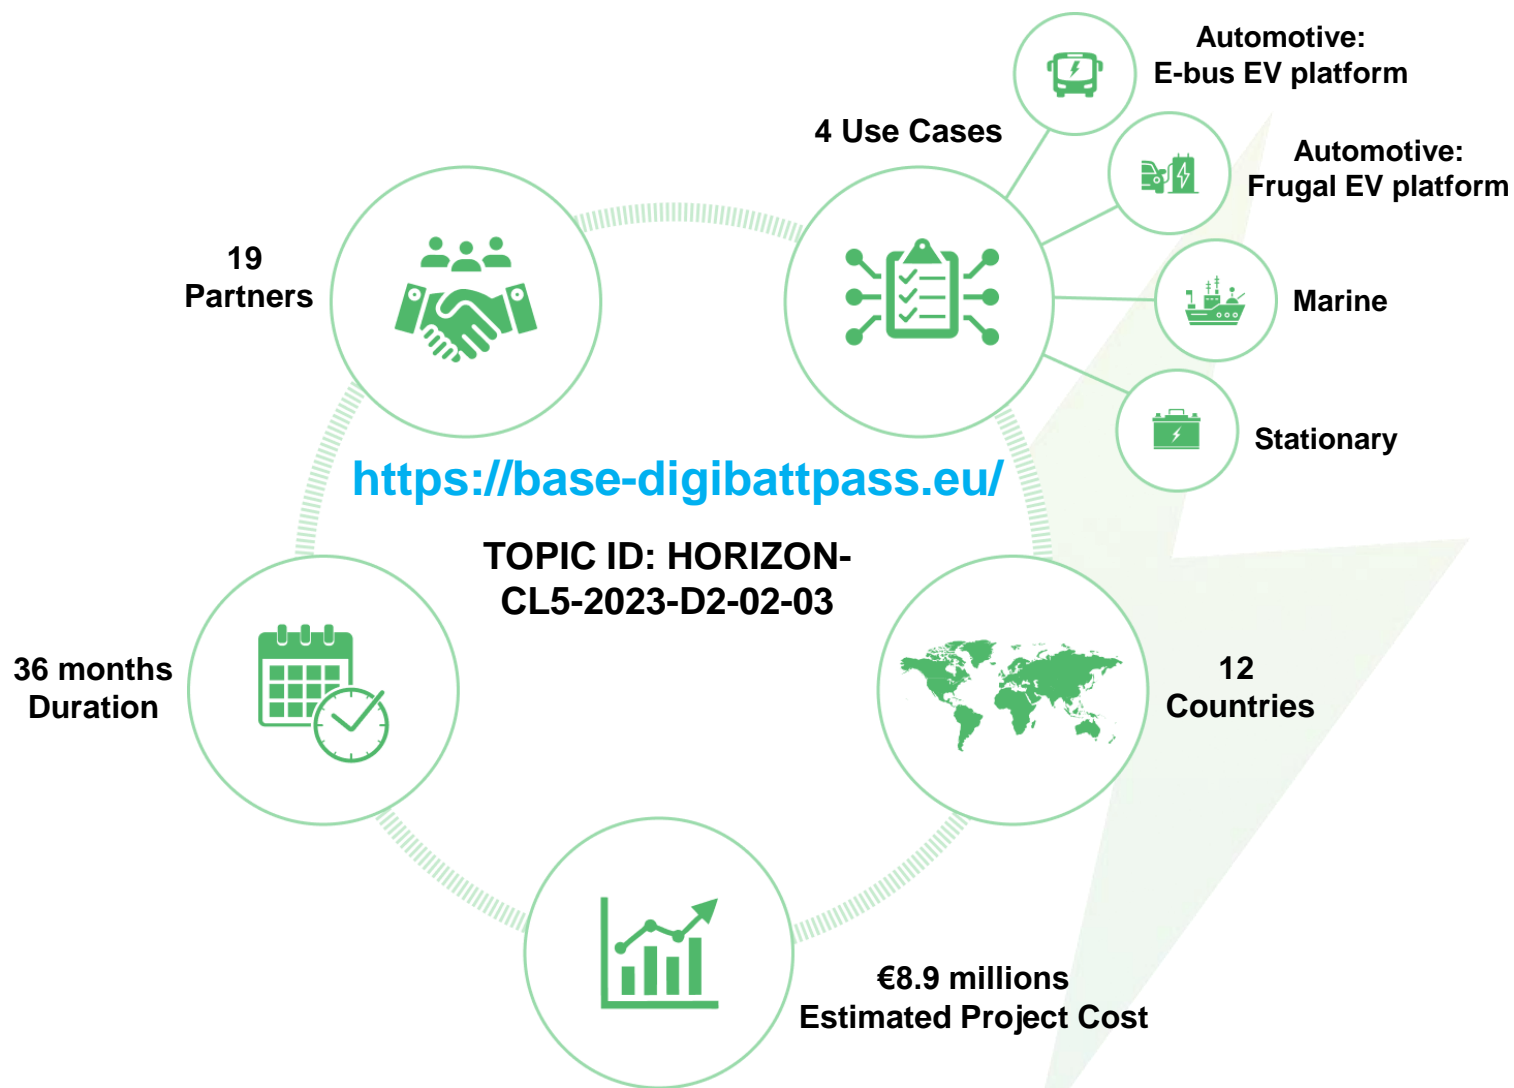 Automotive:
E-bus EV platform
4 Use Cases
Automotive:
Frugal EV platform
19
Partners
Marine
Stationary
https://base-digibattpass.eu/
TOPIC ID: HORIZON-
CL5-2023-D2-02-03
36 months
Duration
12
Countries
€8.9 millions
Estimated Project Cost